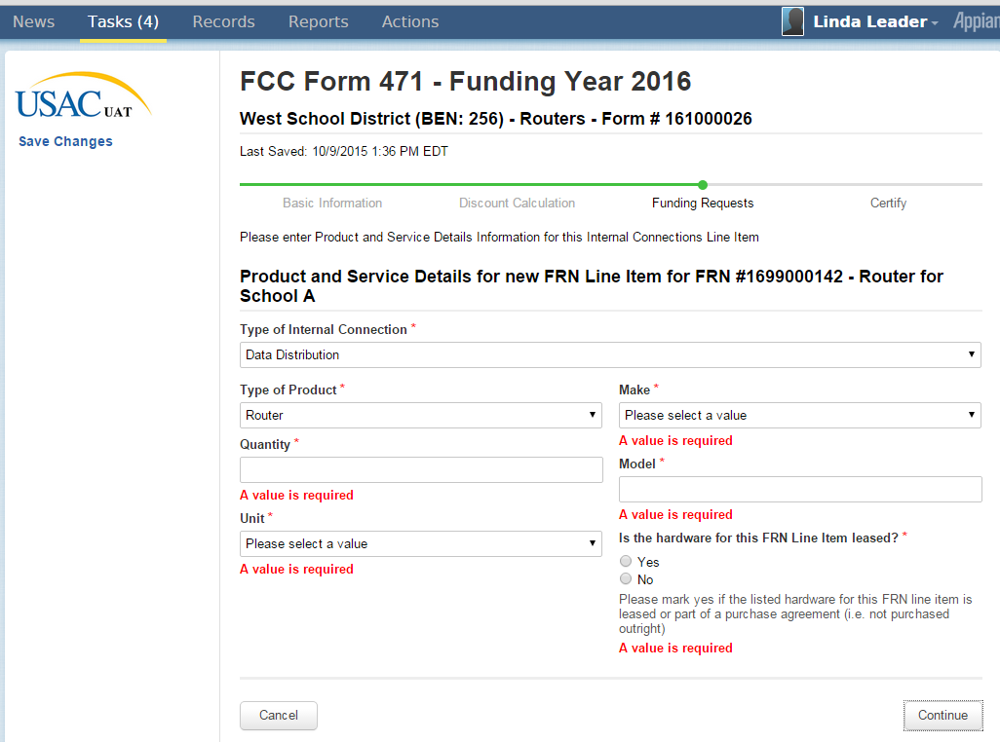 News Tasks (4) Records Reports Actions Linda Leader
USAC UAT
Save Changes
FCC Form 471 - Funding Year 2016
West School District (BEN: 256) - Routers - Form # 161000026
Last Saved: 10/9/2015 1:36 PM EDT
Basic Information Discount Calculation Funding Requests Certify
Please enter Product and Service Details Information for this Internal Connections Line Item
Product and Service Details for new FRN Line Item for FRN #1699000142 - Router for
School A
Type of Internal Connection *
Data Distribution
Type of Product *
Router
Quantity *
A value is required
Unit *
Please select a value
A value is required
Make *
Please select a value
A value is required
Model *
A value is required
Is the hardware for this FRN Line Item leased? *
Yes
No
Please mark yes if the listed hardware for this FRN line item is
leased or part of a purchase agreement (i.e. not purchased
outright)
A value is required
Cancel Continue